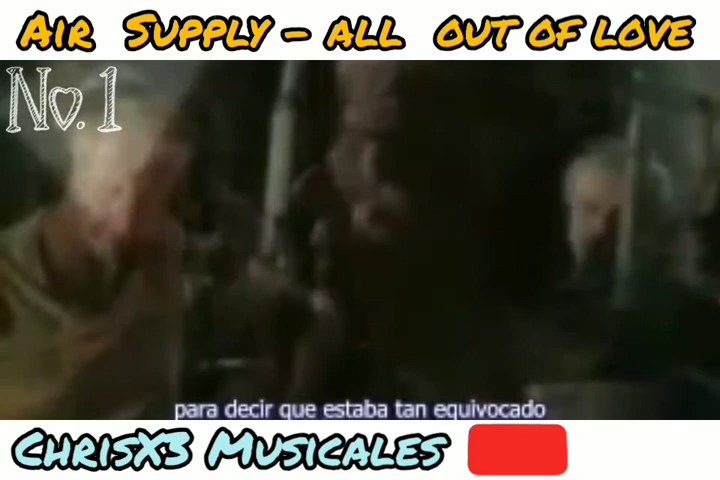 AIR SUPPLY - ALL OUT OF LOVE
No.1
para decir que estaba tan equivocado
CHRISX3 MUSICALES